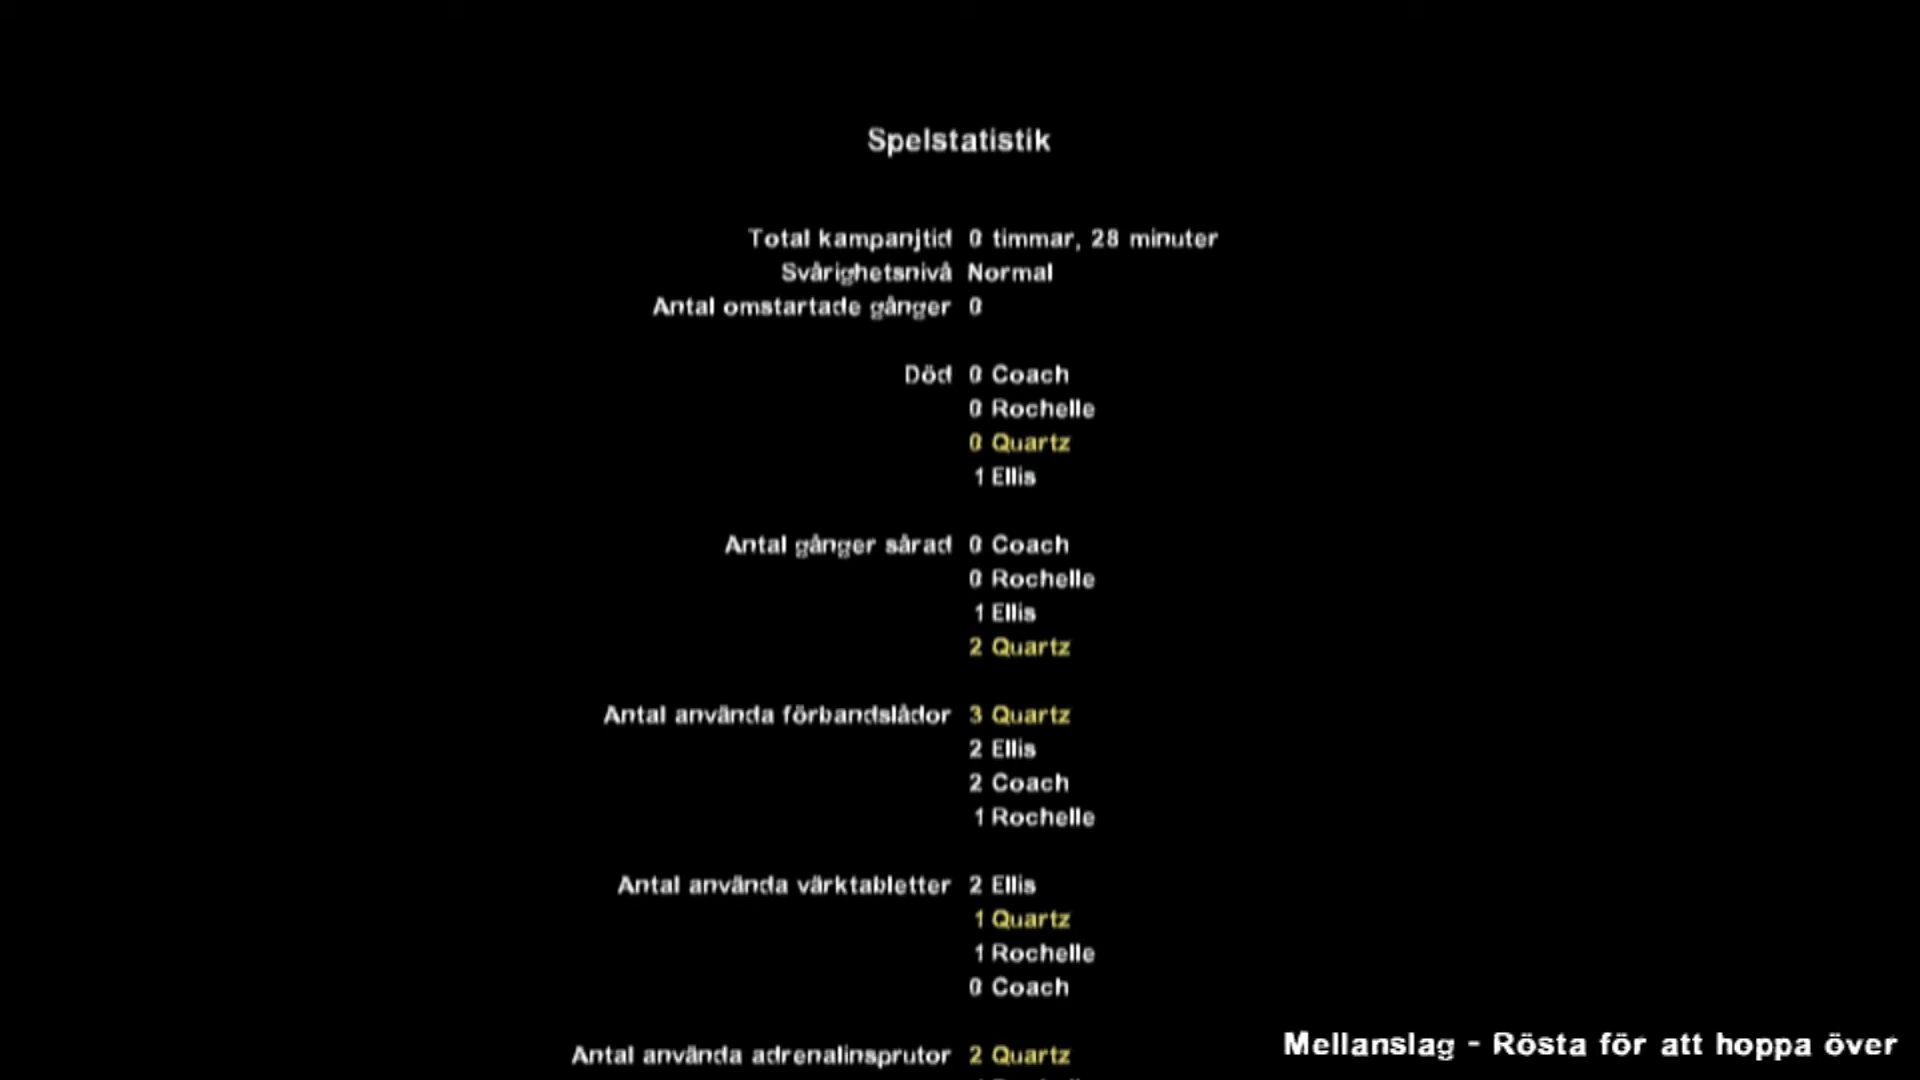 Spelstatistik
Total kampanjtid 0 timmar, 28 minuter
Svårighetsnivå Normal
Antal omstartade gånger 0
Död 0 Coach
0 Rochelle
0 Quartz
1 Ellis
Antal gånger sårad 0 Coach
0 Rochelle
1 Ellis
2 Quartz
Antal använda förbandslådor 3 Quartz
2 Ellis
2 Coach
1 Rochelle
Antal använda värktabletter 2 Ellis
1 Quartz
1 Rochelle
0 Coach
Antal använda adrenalinsprutor 2 Quartz
Mellanslag - Rösta för att hoppa över